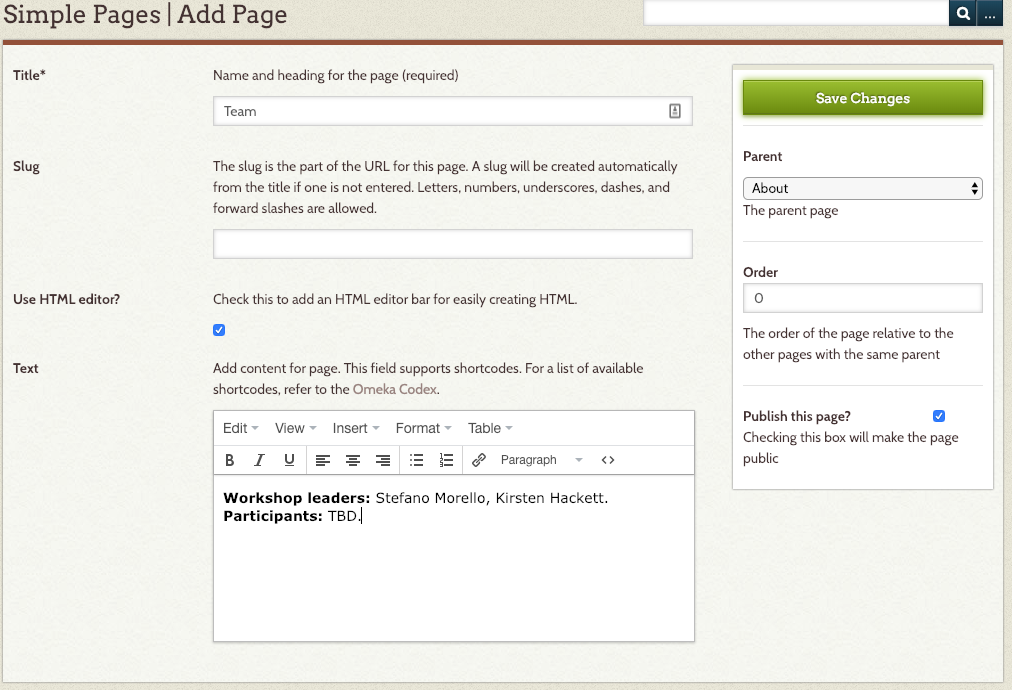 Simple Pages | Add Page
...
Title*
Name and heading for the page (required)
Team
Slug
The slug is the part of the URL for this page. A slug will be created automatically
from the title if one is not entered. Letters, numbers, underscores, dashes, and
forward slashes are allowed.
Use HTML editor?
Check this to add an HTML editor bar for easily creating HTML.
Text
Add content for page. This field supports shortcodes. For a list of available
shortcodes, refer to the Omeka Codex.
Edit View Insert Format Table
B I U Paragraph <>
Workshop leaders: Stefano Morello, Kirsten Hackett.
Participants: TBD.
Save Changes
Parent
About
The parent page
Order
0
The order of the page relative to the
other pages with the same parent
Publish this page?
Checking this box will make the page
public